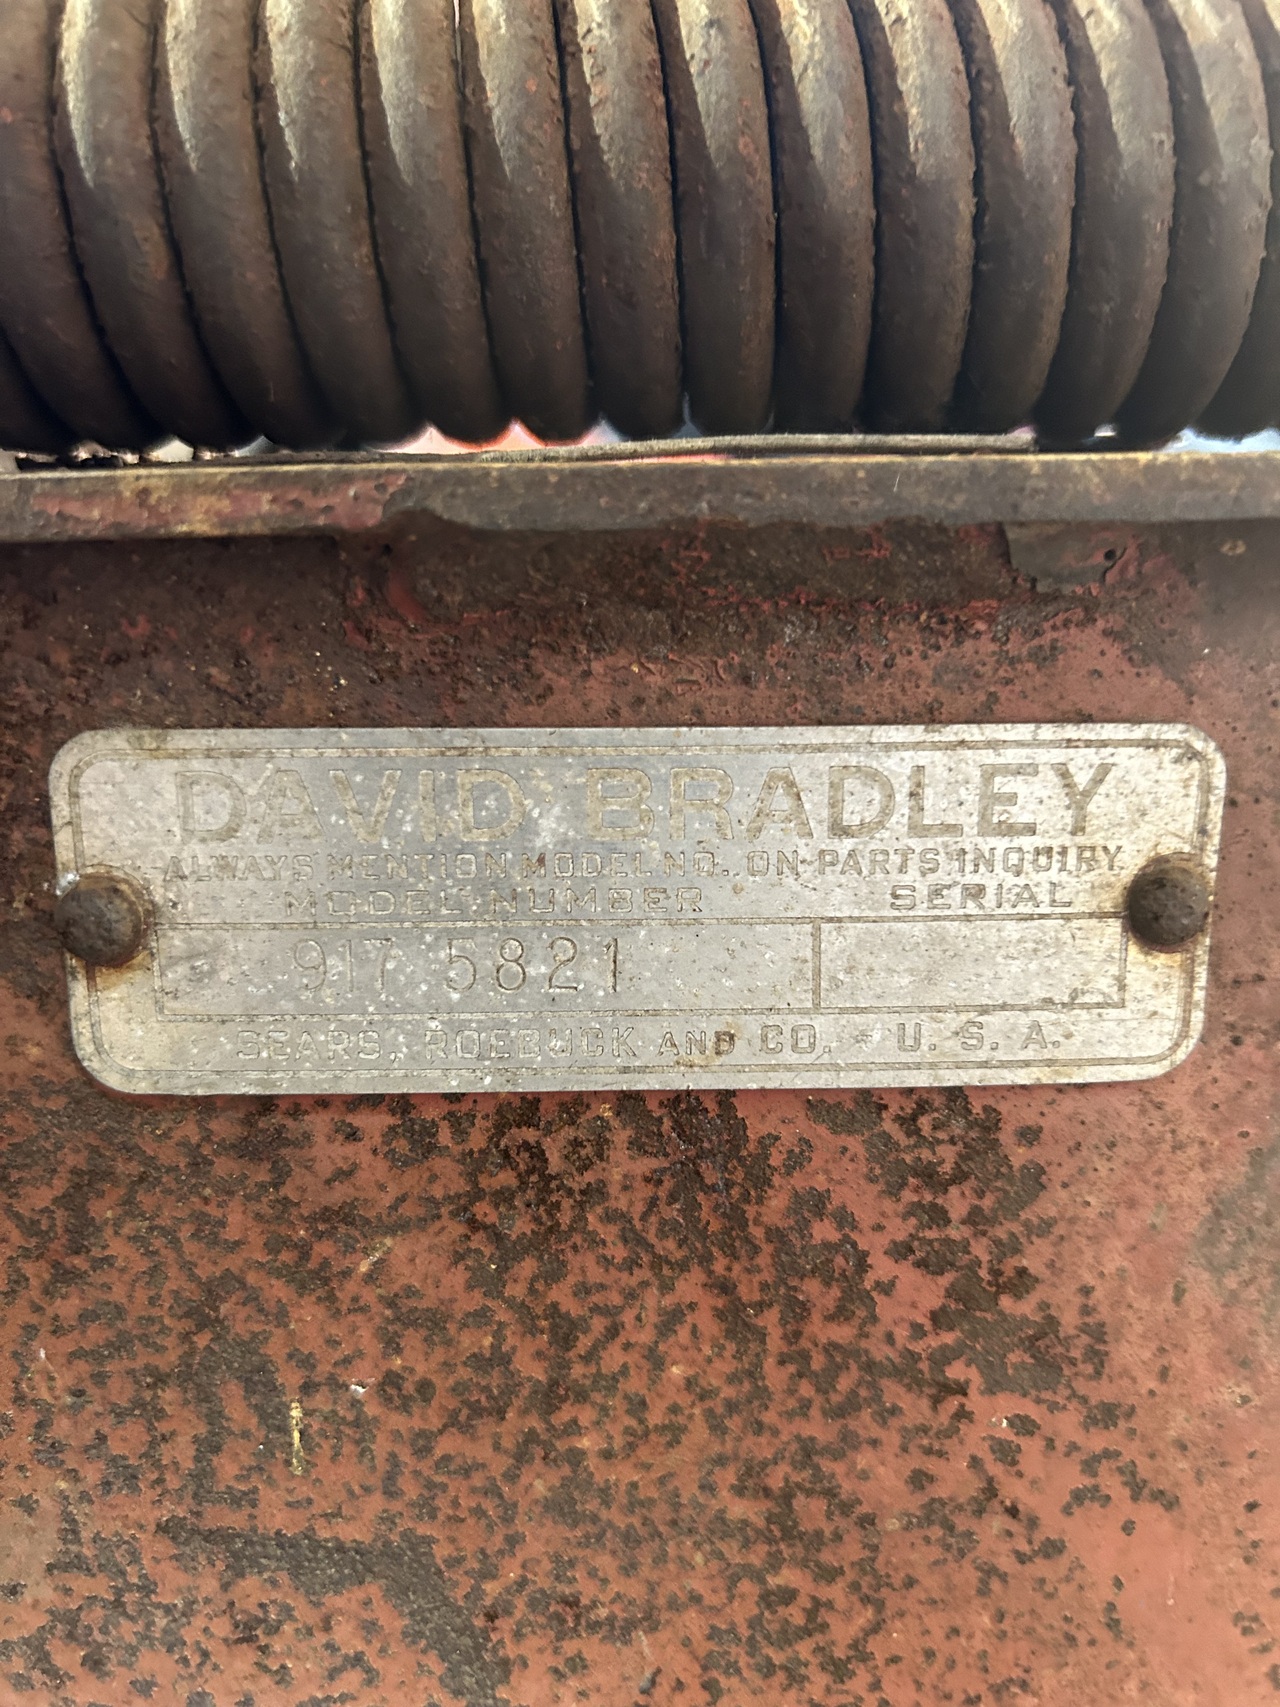 DAVID BRADLEY
ALWAYS MENTION MODEL NO. ON PARTS INQUIRY
MODEL NUMBER SERIAL
917 5821
SEARS, ROEBUCK AND CO. - U. S. A.